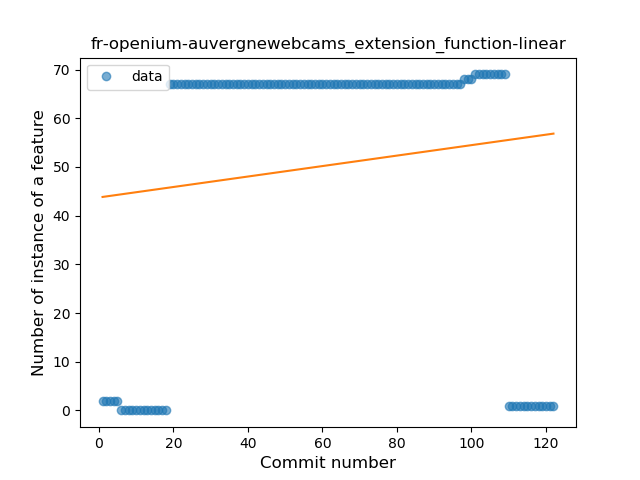 fr-openium-auvergnewebcams_extension_function-linear
data
Number of instance of a feature
70
60
50
40
30
20
10
0
0 20 40 60 80 100 120
Commit number